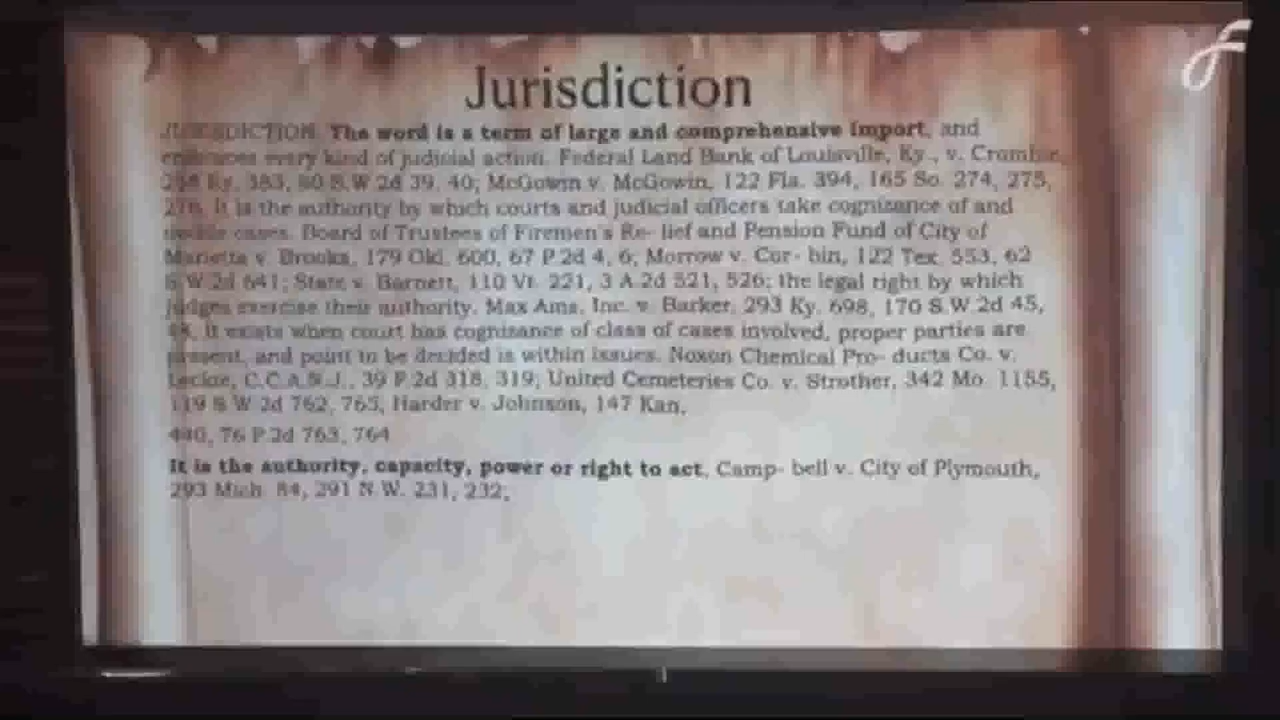 Jurisdiction
JURISDICTION. The word is a term of large and comprehensive import, and
embraces every kind of judicial action. Federal Land Bank of Louisville, Ky., v. Crombie,
258 Ky. 383, 80 S.W 2d 39, 40; McGowin v. McGowin, 122 Fla. 394, 165 So. 274, 275,
276. It is the authority by which courts and judicial officers take cognizance of and
decide cases. Board of Trustees of Firemen's Re- lief and Pension Fund of City of
Marietta v. Brooks, 179 Okl. 600, 67 P.2d 4, 6; Morrow v. Cor- bin, 122 Tex. 553, 62
S.W 2d 641; State v. Barnett, 110 Vt. 221, 3 A.2d 521, 526; the legal right by which
judges exercise their authority. Max Ams, Inc. v. Barker, 293 Ky. 698, 170 S.W.2d 45,
48. It exists when court has cognizance of class of cases involved, proper parties are
present, and point to be decided is within issues. Noxon Chemical Pro- ducts Co. v.
Leckie, C.C.A.N.J., 39 F.2d 318, 319; United Cemeteries Co. v. Strother, 342 Mo. 1155,
119 S.W 2d 762, 765; Harder v. Johnson, 147 Kan.
440, 76 P.2d 763, 764
It is the authority, capacity, power or right to act. Camp- bell v. City of Plymouth,
293 Mich. 84, 291 N.W. 231, 232;